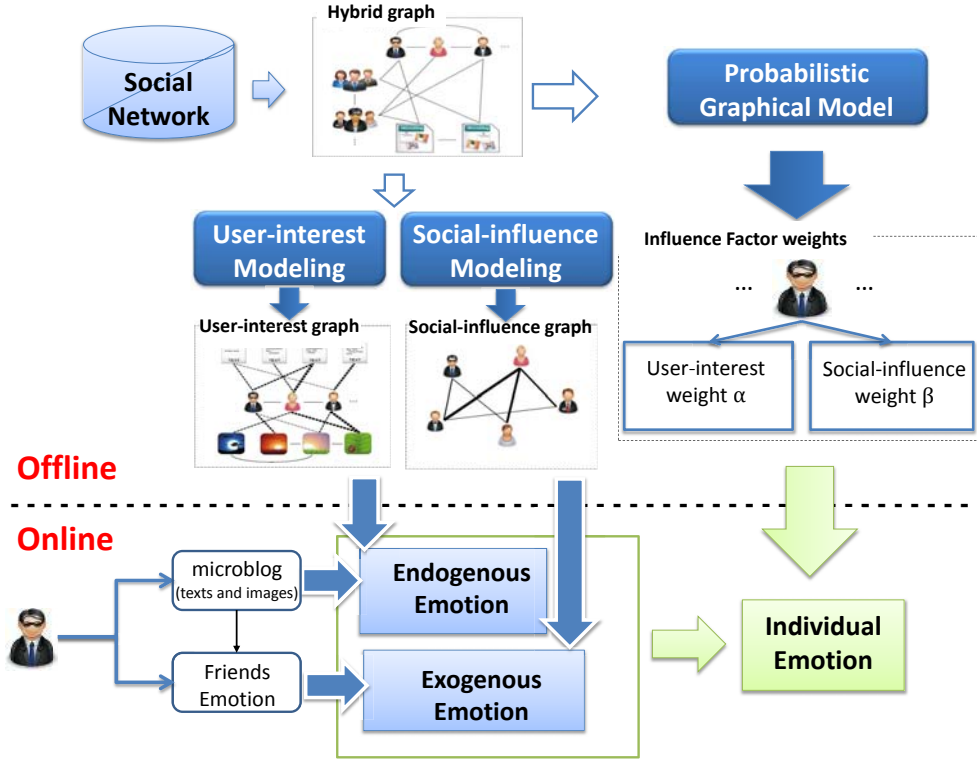 Hybrid graph
Social
Network
...
Probabilistic
Graphical Model
User-interest
Modeling
Social-influence
Modeling
Influence Factor weights
...
...
User-interest graph
Social-influence graph
User-interest
weight α
Social-influence
weight β
Offline
Online
microblog
(texts and images)
Endogenous
Emotion
Friends
Emotion
Exogenous
Emotion
Individual
Emotion